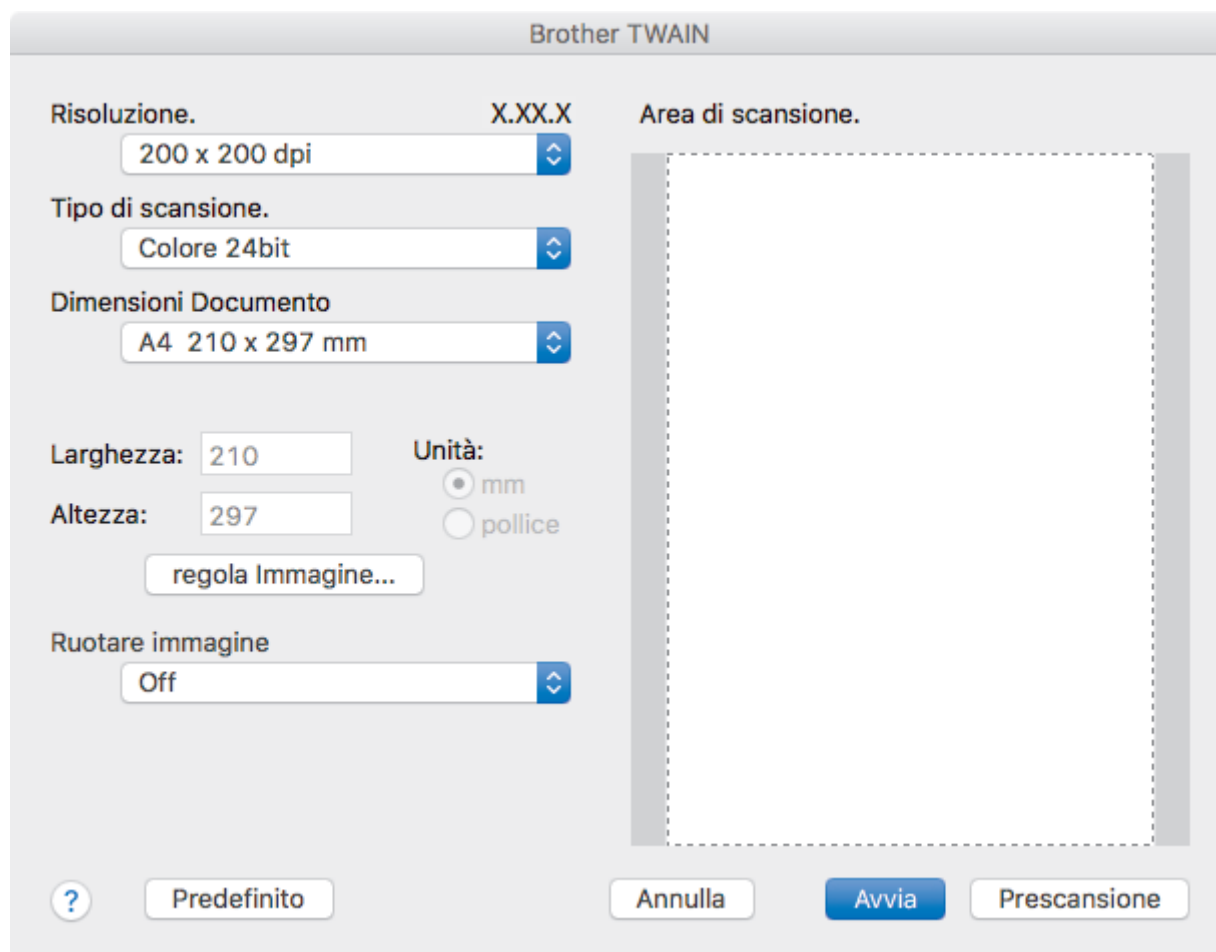 Brother TWAIN
Risoluzione. X.XX.X
200 x 200 dpi
Tipo di scansione.
Colore 24bit
Dimensioni Documento
A4 210 x 297 mm
Larghezza: 210
Altezza: 297
Unità:
mm
pollice
regola Immagine...
Ruotare immagine
Off
Area di scansione.
?
Predefinito
Annulla
Avvia
Prescansione